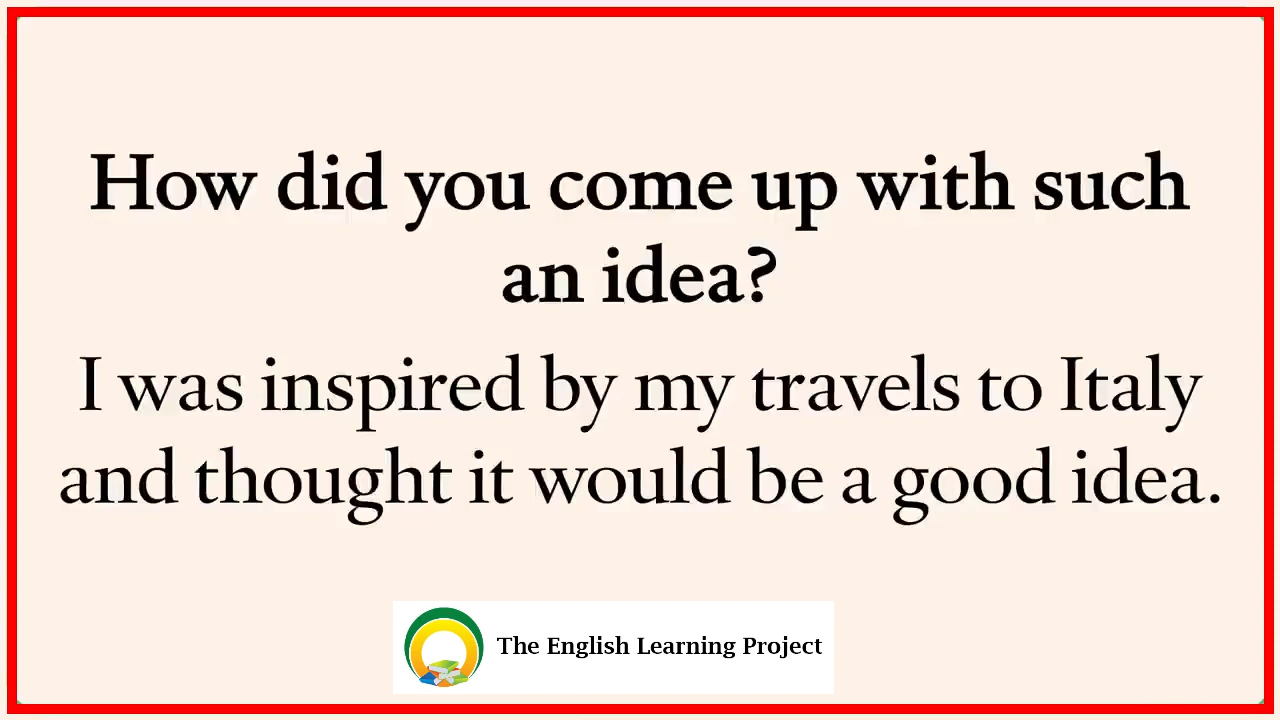 How did you come up with such
an idea?
I was inspired by my travels to Italy
and thought it would be a good idea.
The English Learning Project